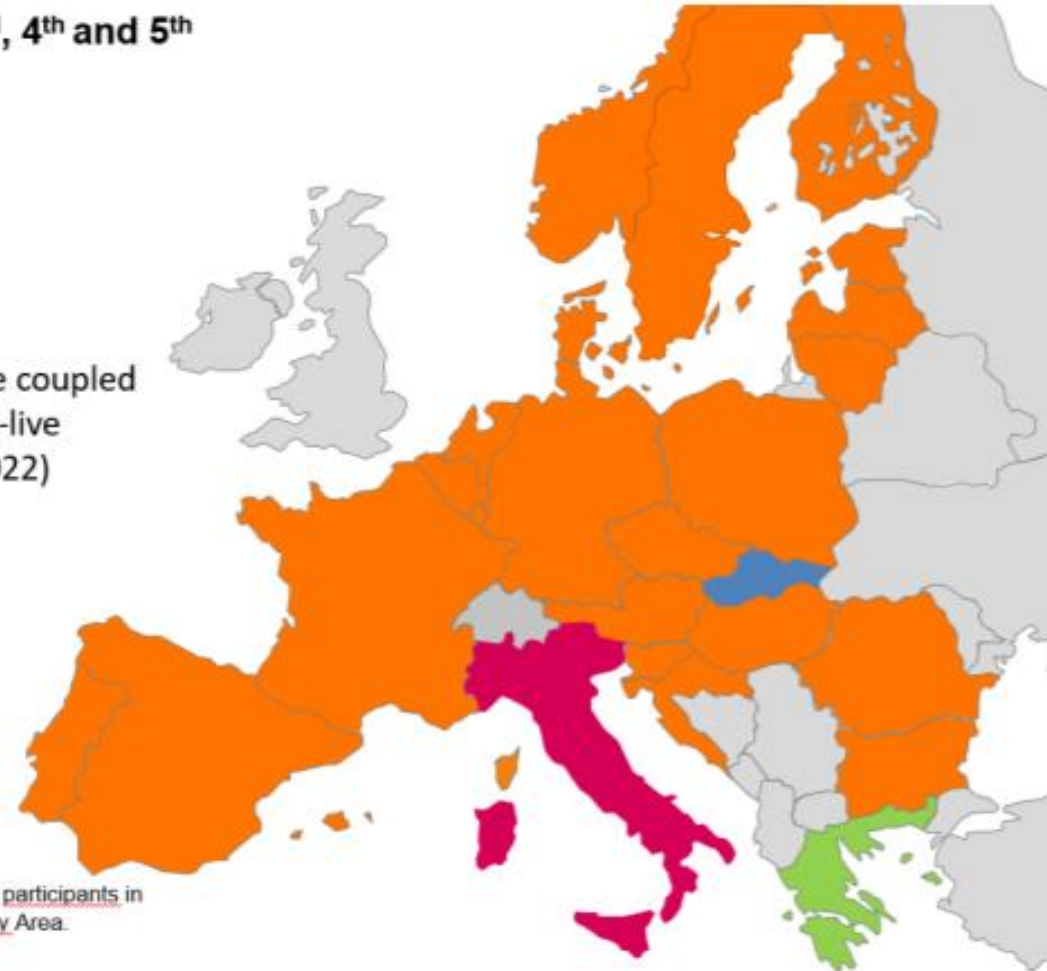 , 4th and 5th
e coupled
-live
22)
participants in
y Area.